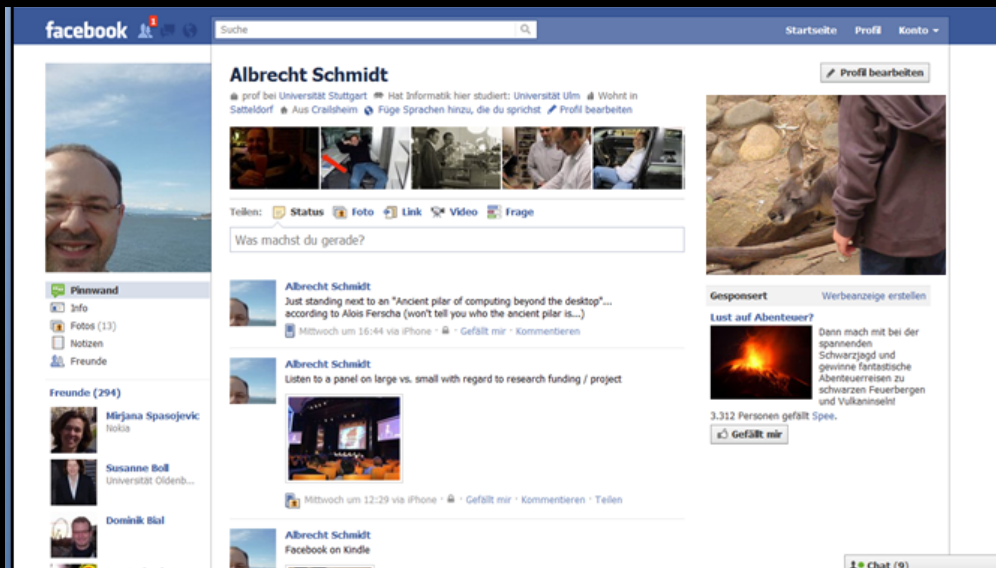 facebook
1
Suche
Startseite Profil Konto
Albrecht Schmidt
Profil bearbeiten
prof bei Universität Stuttgart Hat Informatik hier studiert: Universität Ulm Wohnt in
Satteldorf Aus Crailsheim Füge Sprachen hinzu, die du sprichst Profil bearbeiten
Teilen: Status Foto Link Video Frage
Was machst du gerade?
Pinnwand
Info
Fotos (13)
Notizen
Freunde
Freunde (294)
Mirjana Spasojevic
Nokia
Susanne Boll
Universität Oldenb...
Dominik Bial
Albrecht Schmidt
Just standing next to an "Ancient pilar of computing beyond the desktop"...
according to Alois Ferscha (won't tell you who the ancient pilar is...)
Mittwoch um 16:44 via iPhone · · Gefällt mir · Kommentieren
Albrecht Schmidt
Listen to a panel on large vs. small with regard to research funding / project
Mittwoch um 12:29 via iPhone · · Gefällt mir · Kommentieren · Teilen
Albrecht Schmidt
Facebook on Kindle
Gesponsert Werbeanzeige erstellen
Lust auf Abenteuer?
Dann mach mit bei der
spannenden
Schwarzjagd und
gewinne fantastische
Abenteuerreisen zu
schwarzen Feuerbergen
und Vulkaninseln!
3.312 Personen gefällt Spee.
Gefällt mir
Chat (9)